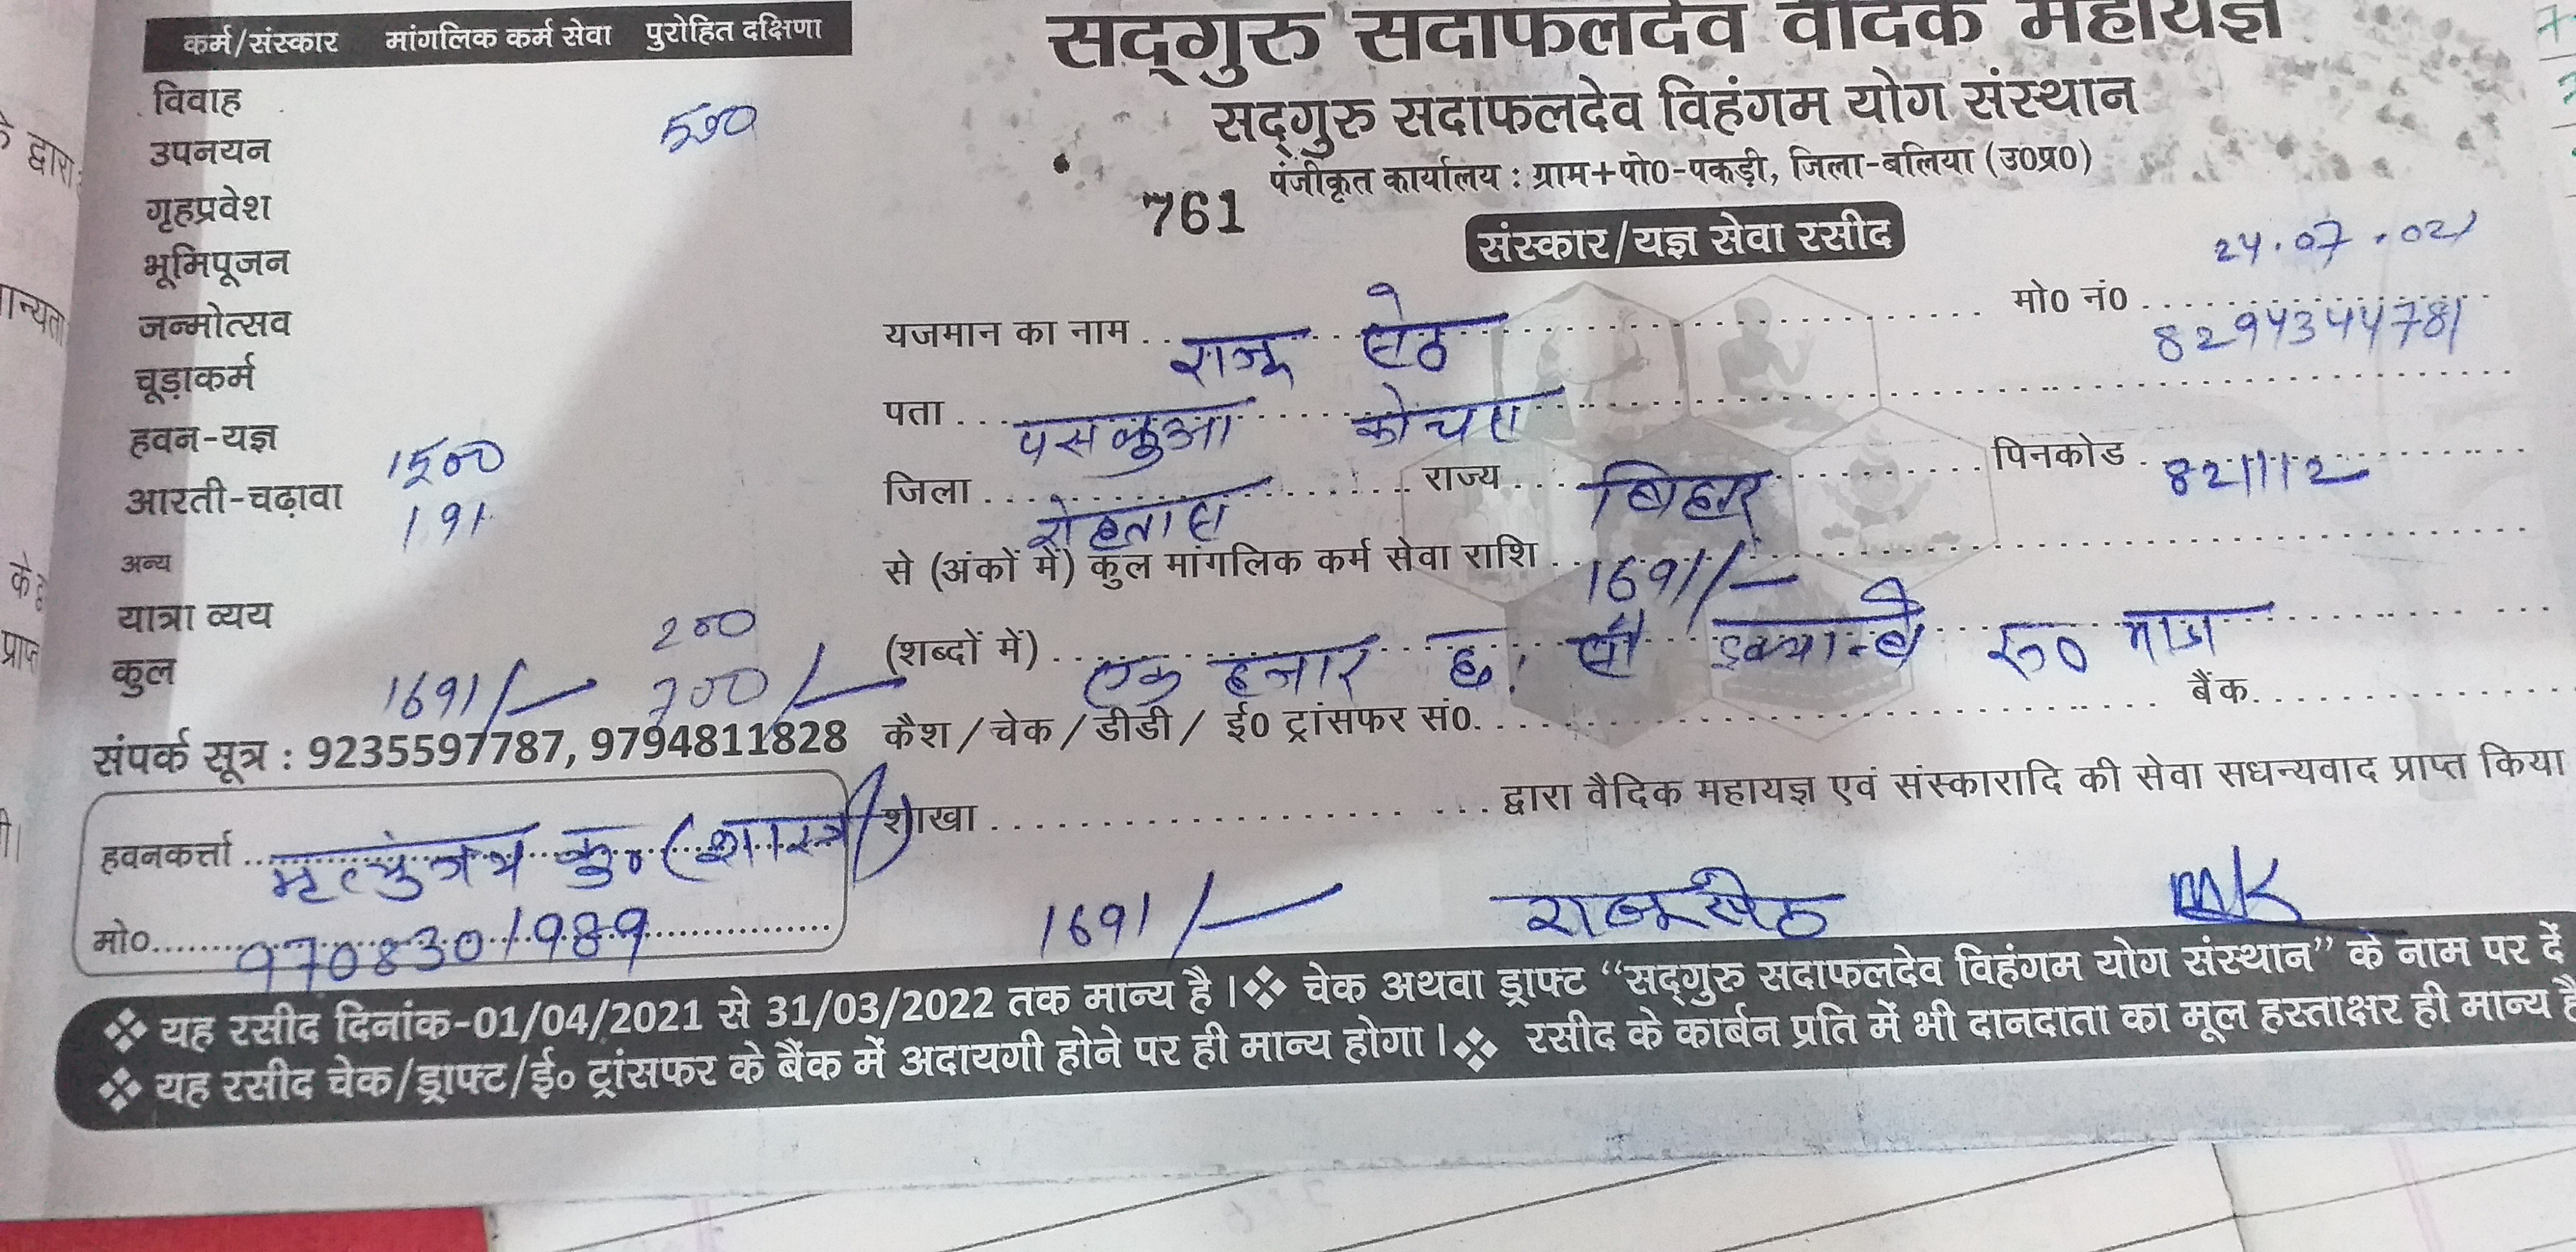 कर्म/संस्कार मांगलिक कर्म सेवा पुरोहित दक्षिणा
विवाह
500
उपनयन
गृहप्रवेश
भूमिपूजन
जन्मोत्सव
चूड़ाकर्म
हवन-यज्ञ
1500
आरती-चढ़ावा
191
अन्य
यात्रा व्यय 200
कुल 1691/- 700/-
संपर्क सूत्र : 9235597787, 9794811828
हवनकर्त्ता मृत्युंजय कु० (शास्त्री)
मो० 9708301989
सद्गुरु सदाफलदेव वैदिक महायज्ञ
सद्गुरु सदाफलदेव विहंगम योग संस्थान
पंजीकृत कार्यालय : ग्राम+पो0-पकड़ी, जिला-बलिया (उ0प्र0)
761
संस्कार/यज्ञ सेवा रसीद
24.07.021
यजमान का नाम राजू सेठ मो0 नं0 8294344781
पता पसकुआ कोचस
जिला रोहतास राज्य बिहार पिनकोड 821112
से (अंकों में) कुल मांगलिक कर्म सेवा राशि 1691/-
(शब्दों में) एक हजार छ: सौ इक्यान्बे रु0 मात्र
कैश / चेक / डीडी / ई0 ट्रांसफर सं0. बैंक
शाखा द्वारा वैदिक महायज्ञ एवं संस्कारादि की सेवा सधन्यवाद प्राप्त किया
1691/- राजू सेठ MK
❖ यह रसीद दिनांक-01/04/2021 से 31/03/2022 तक मान्य है। ❖ चेक अथवा ड्राफ्ट “सद्गुरु सदाफलदेव विहंगम योग संस्थान” के नाम पर दें
❖ यह रसीद चेक/ड्राफ्ट/ई० ट्रांसफर के बैंक में अदायगी होने पर ही मान्य होगा। ❖ रसीद के कार्बन प्रति में भी दानदाता का मूल हस्ताक्षर ही मान्य है